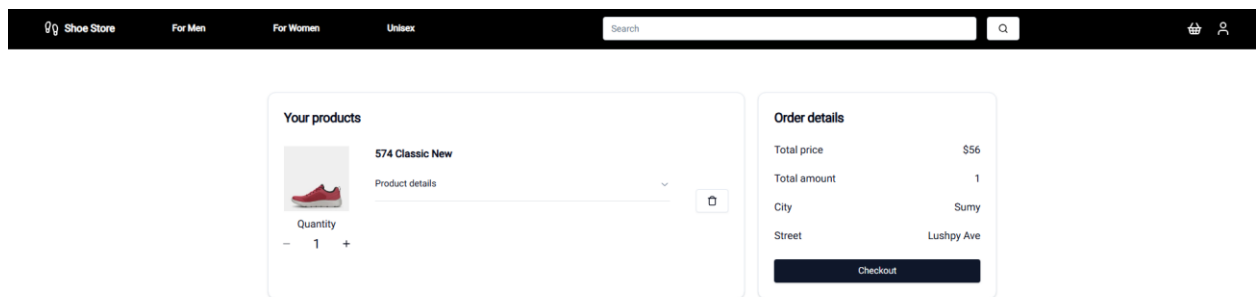 Shoe Store For Men For Women Unisex Search
Your products
574 Classic New
Product details
Quantity
− 1 +
Order details
Total price $56
Total amount 1
City Sumy
Street Lushpy Ave
Checkout